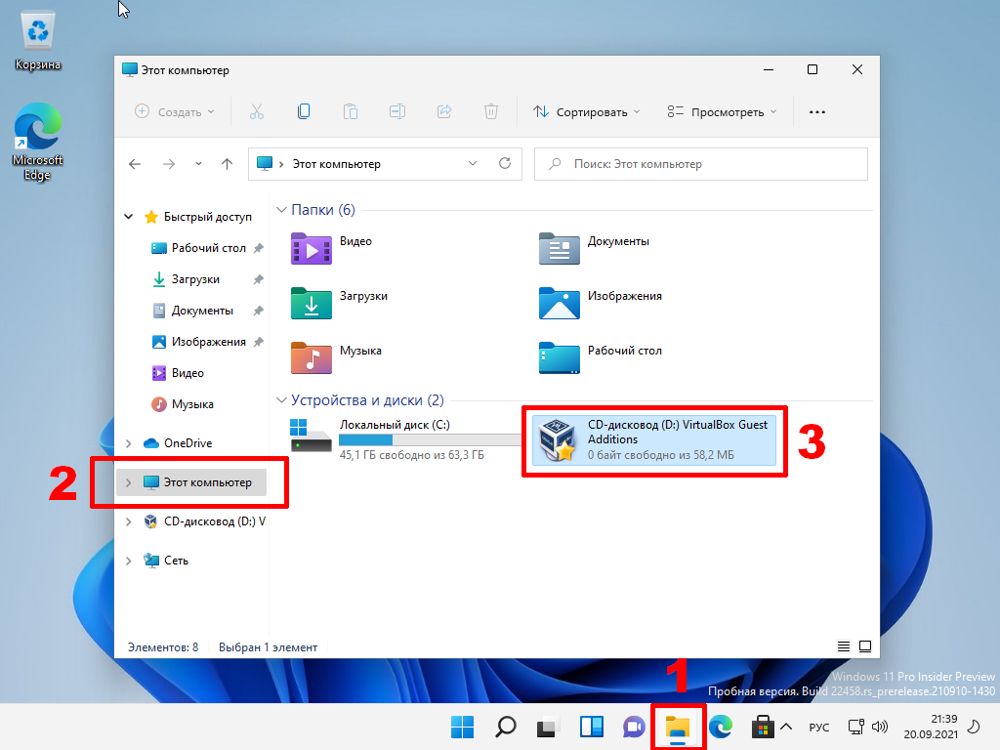 Корзина
Microsoft
Edge
Этот компьютер
Создать
Сортировать
Просмотреть
Этот компьютер
Поиск: Этот компьютер
Быстрый доступ
Рабочий стол
Загрузки
Документы
Изображения
Видео
Музыка
OneDrive
2
Этот компьютер
CD-дисковод (D:) V
Сеть
Папки (6)
Видео
Документы
Загрузки
Изображения
Музыка
Рабочий стол
Устройства и диски (2)
Локальный диск (C:)
45,1 ГБ свободно из 63,3 ГБ
CD-дисковод (D:) VirtualBox Guest
Additions
0 байт свободно из 58,2 МБ
3
Элементов: 8
Выбран 1 элемент
1
Windows 11 Pro Insider Preview
Пробная версия. Build 22458.rs_prerelease.210910-1430
РУС
21:39
20.09.2021